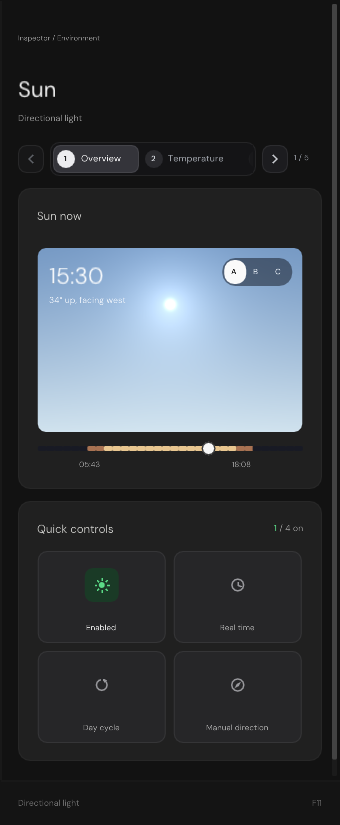 Inspector / Environment
Sun
Directional light
1 Overview
2 Temperature
1 / 5
Sun now
15:30
34° up, facing west
A B C
05:43
18:08
Quick controls
1 / 4 on
Enabled
Real time
Day cycle
Manual direction
Directional light
F11